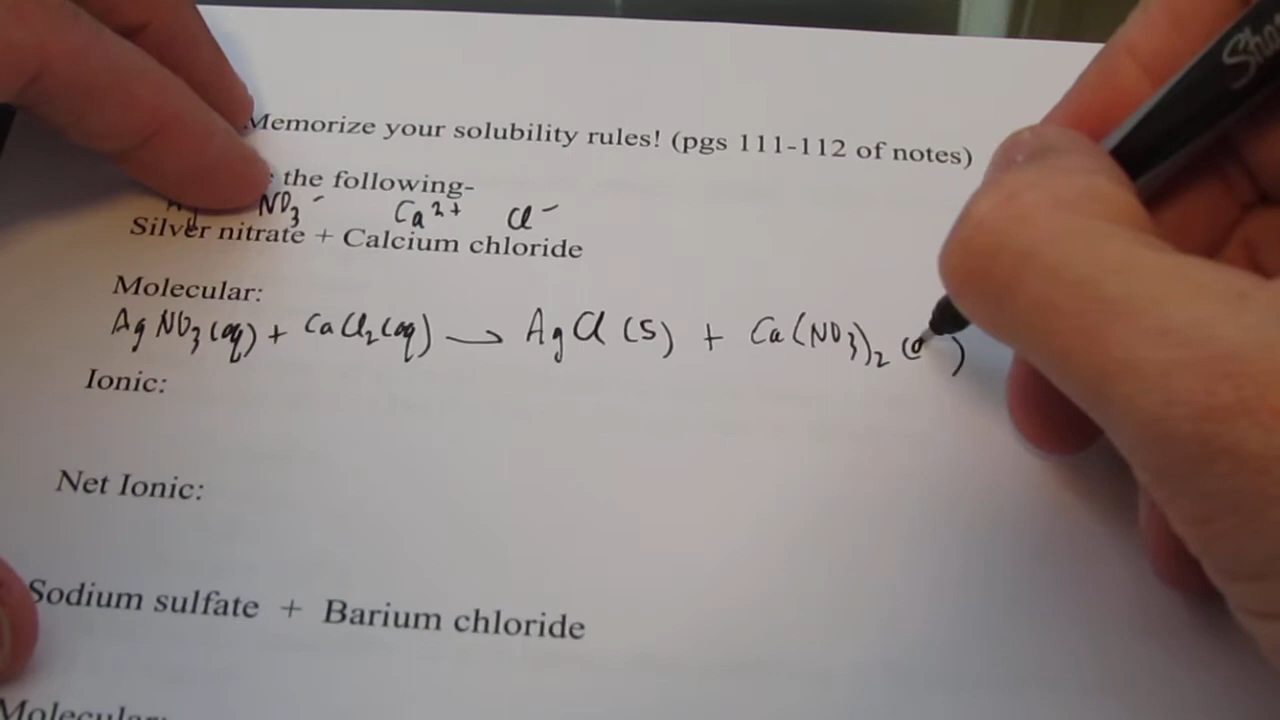 Memorize your solubility rules! (pgs 111-112 of notes)
the following-
NO₃⁻ Ca²⁺ Cl⁻
Silver nitrate + Calcium chloride
Molecular:
AgNO₃(aq) + CaCl₂(aq) → AgCl (s) + Ca(NO₃)₂ ( )
Ionic:
Net Ionic:
Sodium sulfate + Barium chloride
Molecular: